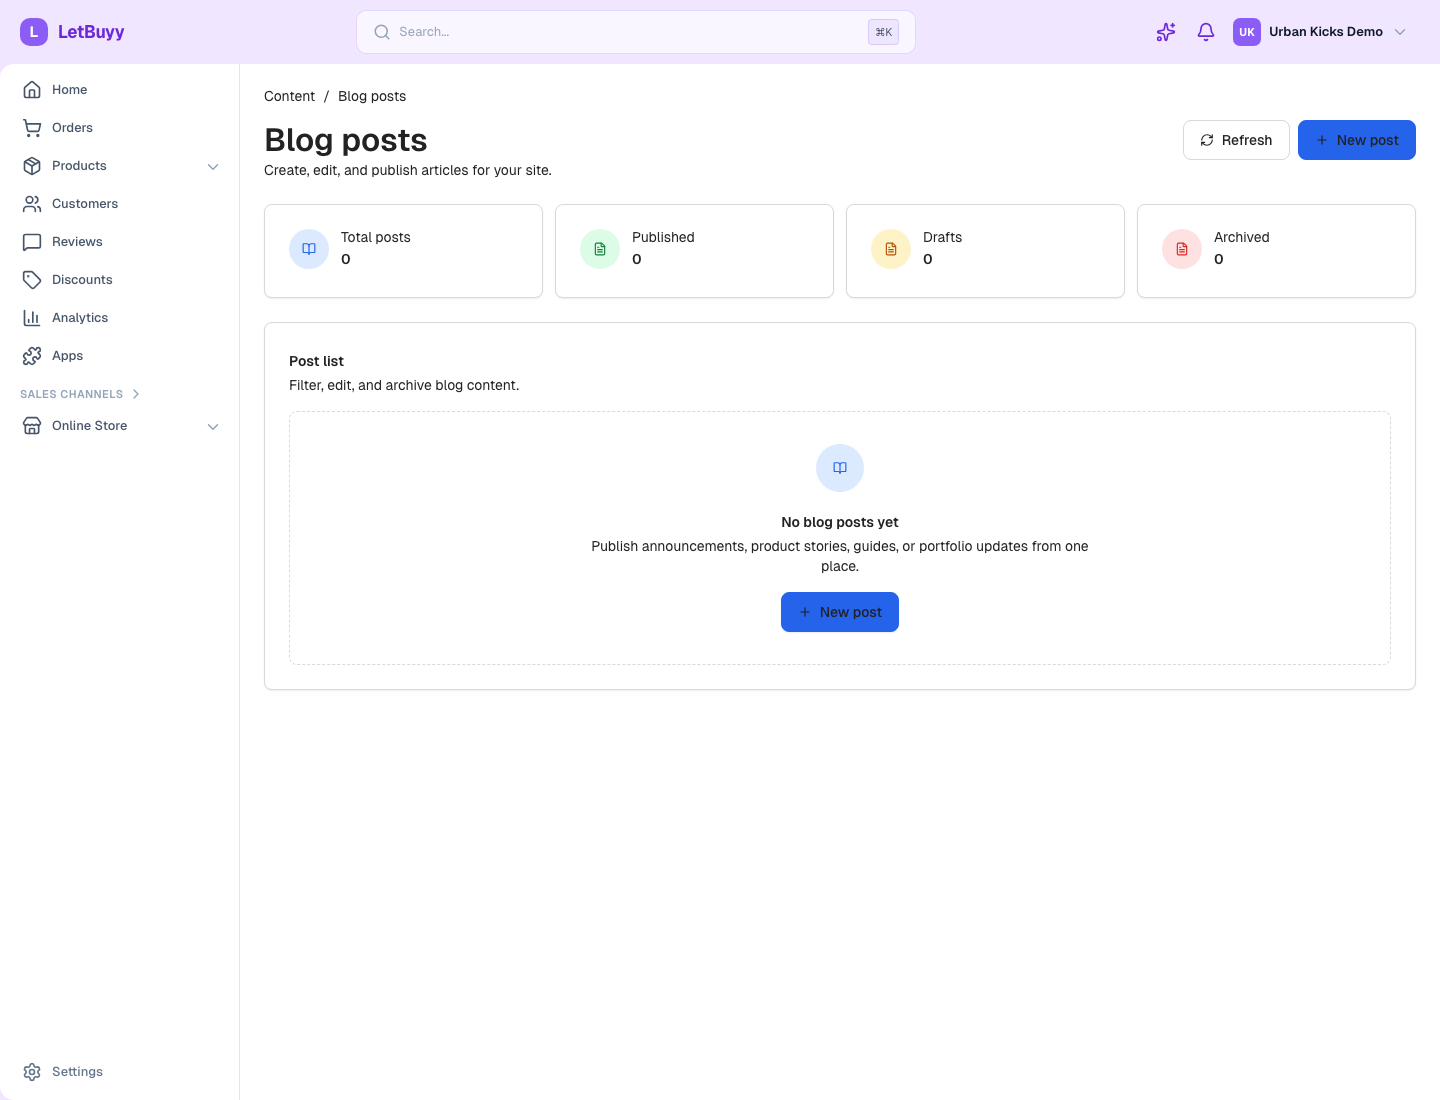 L LetBuyy
Search...
⌘K
UK Urban Kicks Demo
Home
Orders
Products
Customers
Reviews
Discounts
Analytics
Apps
SALES CHANNELS
Online Store
Settings
Content / Blog posts
Blog posts
Create, edit, and publish articles for your site.
Refresh
New post
Total posts
0
Published
0
Drafts
0
Archived
0
Post list
Filter, edit, and archive blog content.
No blog posts yet
Publish announcements, product stories, guides, or portfolio updates from one
place.
New post